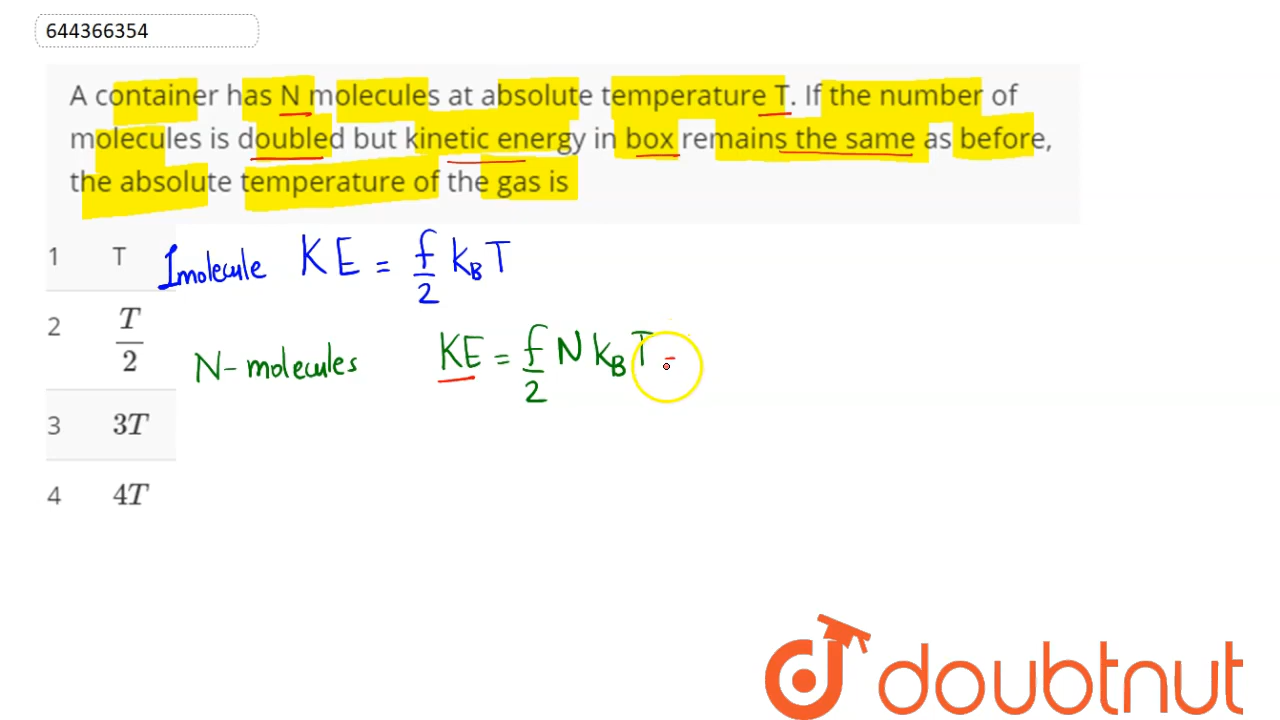 644366354
A container has N molecules at absolute temperature T. If the number of
molecules is doubled but kinetic energy in box remains the same as before,
the absolute temperature of the gas is
1 T
1molecule KE = f/2 k_B T
2 T/2
N- molecules KE = f/2 N k_B T =
3 3T
4 4T
doubtnut